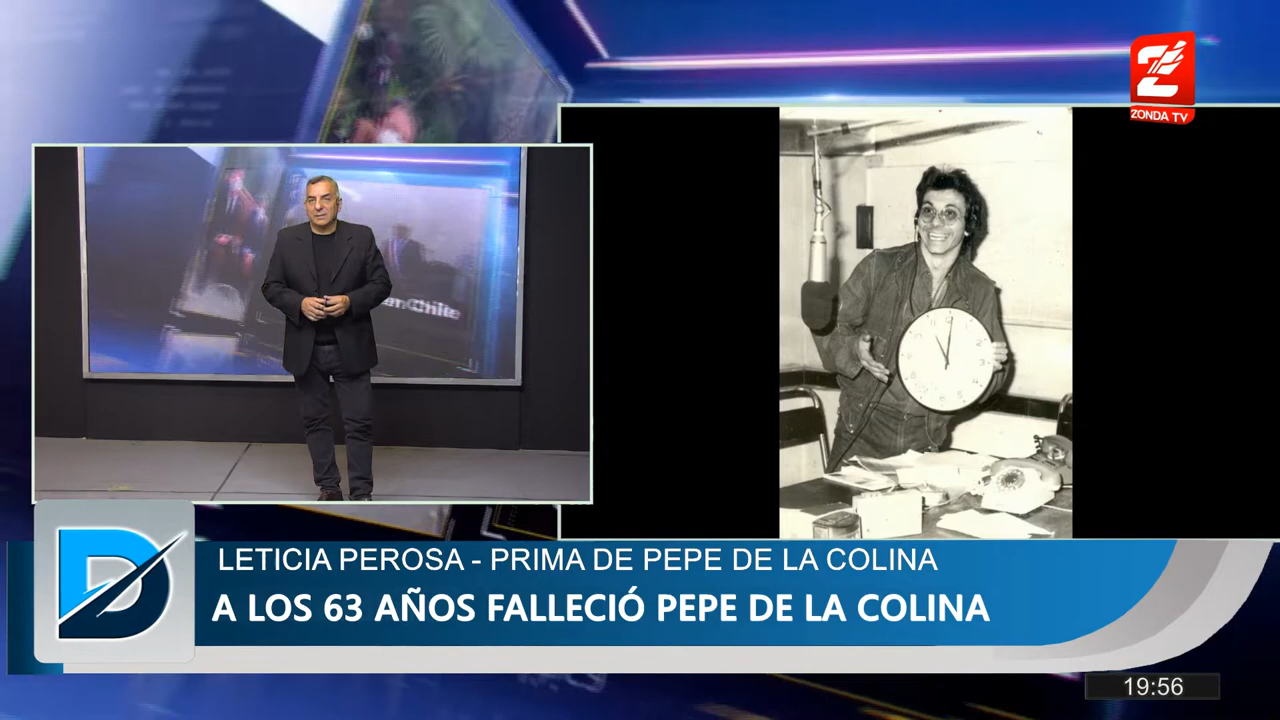 ZONDA TV
enChile
LETICIA PEROSA - PRIMA DE PEPE DE LA COLINA
A LOS 63 AÑOS FALLECIÓ PEPE DE LA COLINA
19:56